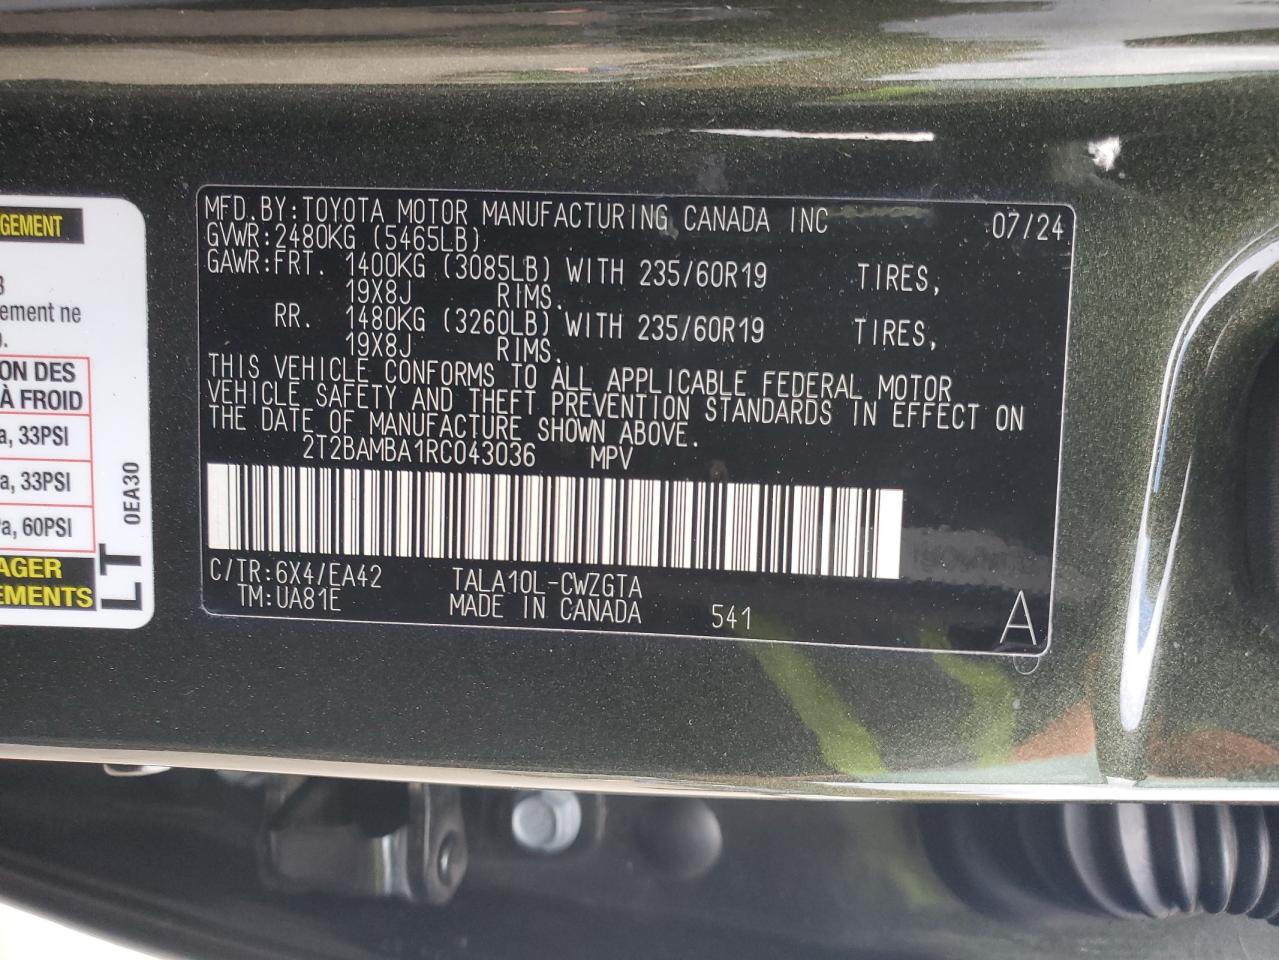 MFD.BY:TOYOTA MOTOR MANUFACTURING CANADA INC 07/24
GVWR:2480KG (5465LB)
GAWR:FRT. 1400KG (3085LB) WITH 235/60R19 TIRES,
19X8J RIMS.
RR. 1480KG (3260LB) WITH 235/60R19 TIRES,
19X8J RIMS.
THIS VEHICLE CONFORMS TO ALL APPLICABLE FEDERAL MOTOR
VEHICLE SAFETY AND THEFT PREVENTION STANDARDS IN EFFECT ON
THE DATE OF MANUFACTURE SHOWN ABOVE.
2T2BAMBA1RC043036 MPV
C/TR:6X4/EA42 TALA10L-CWZGTA
TM:UA81E MADE IN CANADA 541 A
GEMENT
ement ne
ON DES
À FROID
a, 33PSI
a, 33PSI
a, 60PSI
0EA30
LT
AGER
EMENTS